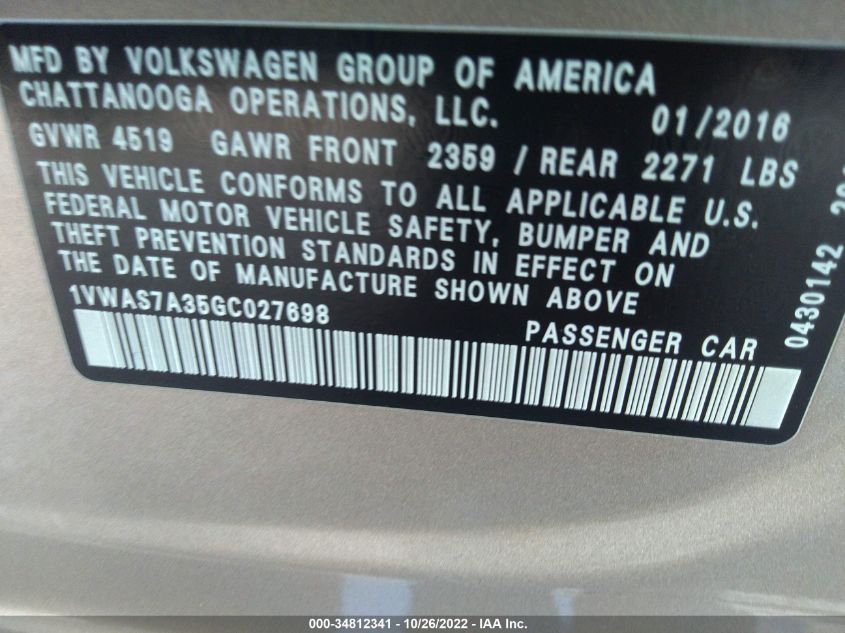 MFD BY VOLKSWAGEN GROUP OF AMERICA
CHATTANOOGA OPERATIONS, LLC. 01/2016
GVWR 4519 GAWR FRONT 2359 / REAR 2271 LBS
THIS VEHICLE CONFORMS TO ALL APPLICABLE U.S.
FEDERAL MOTOR VEHICLE SAFETY, BUMPER AND
THEFT PREVENTION STANDARDS IN EFFECT ON
THE DATE OF MANUFACTURE SHOWN ABOVE
1VWAS7A35GC027698 PASSENGER CAR
0430142
000-34812341 | 10/26/2022 - IAA Inc.